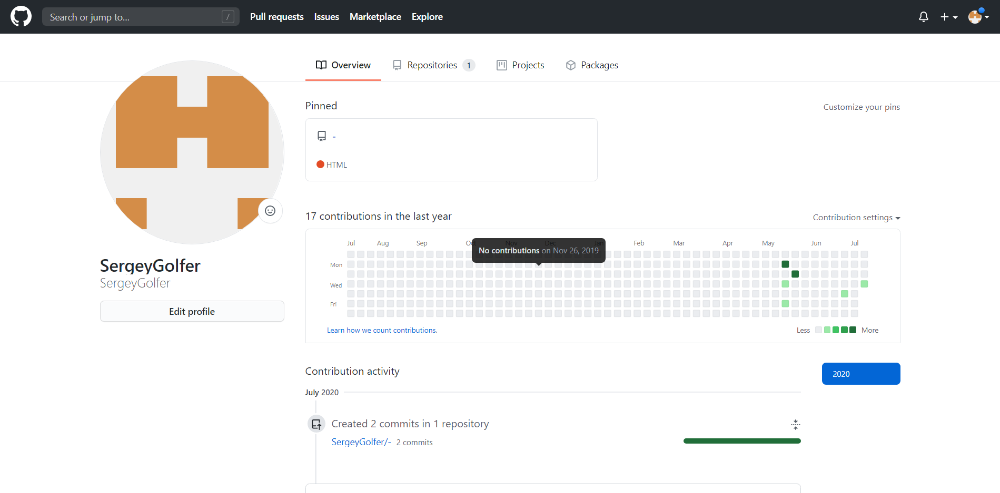 Search or jump to... / Pull requests Issues Marketplace Explore
Overview Repositories 1 Projects Packages
Pinned Customize your pins
-
HTML
17 contributions in the last year Contribution settings
Jul Aug Sep Oct Nov Dec Jan Feb Mar Apr May Jun Jul
No contributions on Nov 26, 2019
Mon
Wed
Fri
Learn how we count contributions. Less More
SergeyGolfer
SergeyGolfer
Edit profile
Contribution activity 2020
July 2020
Created 2 commits in 1 repository
SergeyGolfer/- 2 commits